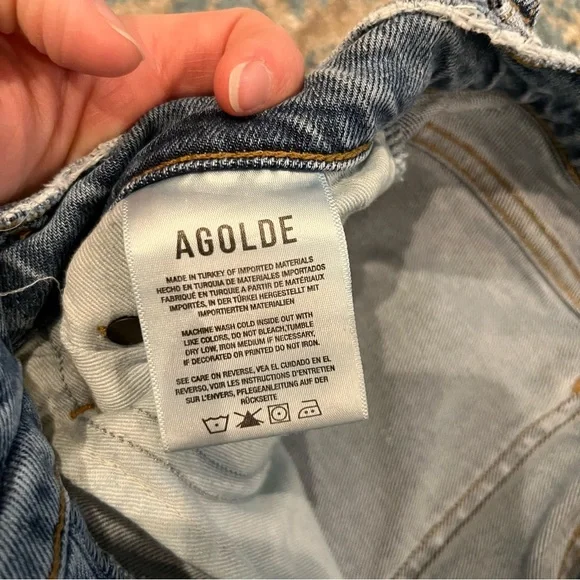 AGOLDE
MADE IN TURKEY OF IMPORTED MATERIALS
HECHO EN TURQUIA DE MATERIALES IMPORTADOS
FABRIQUÉ EN TURQUIE A PARTIR DE MATÉRIAUX
IMPORTÉS, IN DER TÜRKEI HERGESTELLT MIT
IMPORTIERTEN MATERIALIEN
MACHINE WASH COLD INSIDE OUT WITH
LIKE COLORS, DO NOT BLEACH,TUMBLE
DRY LOW, IRON MEDIUM IF NECESSARY,
IF DECORATED OR PRINTED DO NOT IRON.
SEE CARE ON REVERSE, VEA EL CUIDADO EN EL
REVERSO, VOIR LES INSTRUCTIONS D'ENTRETIEN
SUR L'ENVERS, PFLEGEANLEITUNG AUF DER
RÜCKSEITE